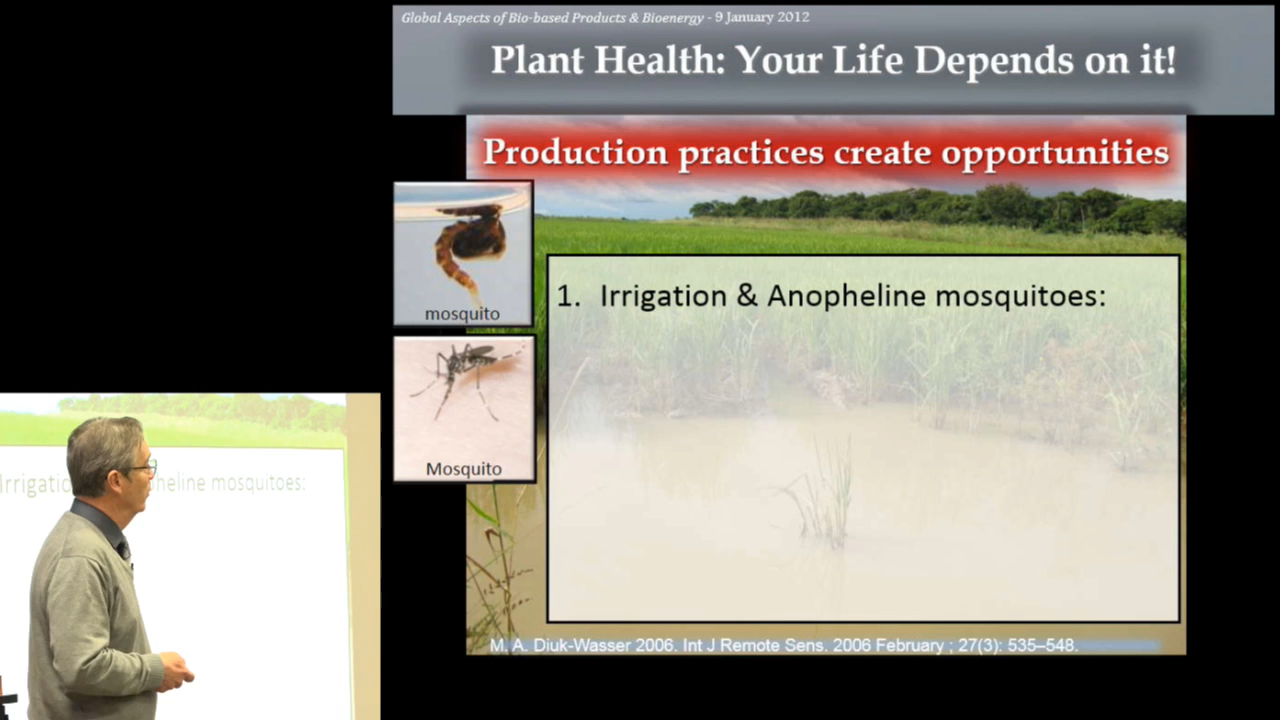 Global Aspects of Bio-based Products & Bioenergy - 9 January 2012
Plant Health: Your Life Depends on it!
Production practices create opportunities
mosquito
1. Irrigation & Anopheline mosquitoes:
Mosquito
rrigatio
heline mosquitoes:
M. A. Diuk-Wasser 2006. Int J Remote Sens. 2006 February ; 27(3): 535–548.